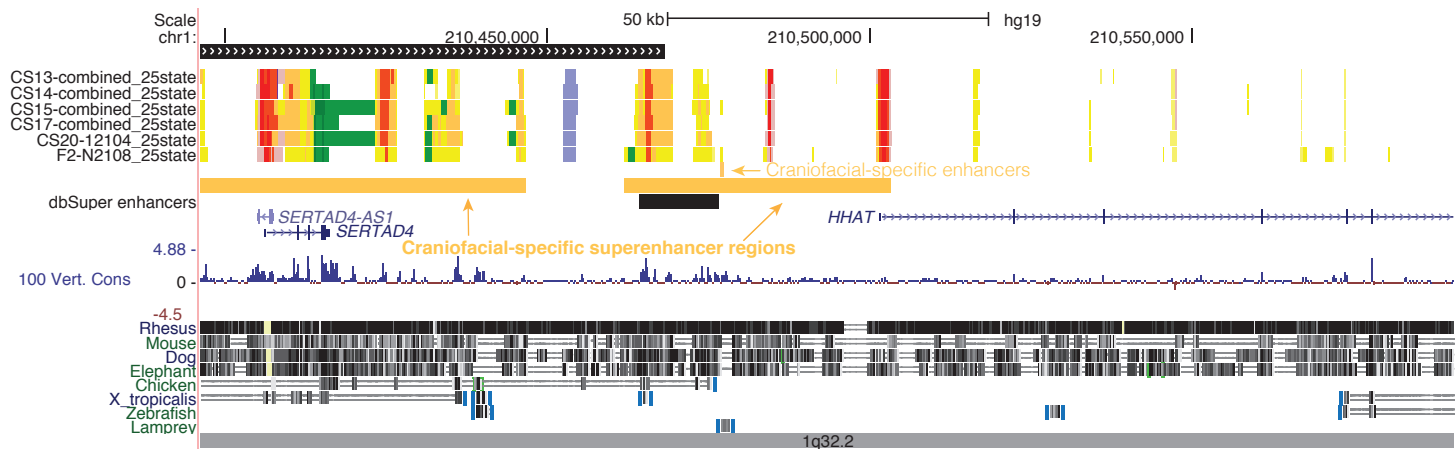 Scale 50 kb hg19
chr1: 210,450,000 210,500,000 210,550,000
CS13-combined_25state
CS14-combined_25state
CS15-combined_25state
CS17-combined_25state
CS20-12104_25state
F2-N2108_25state
Craniofacial-specific enhancers
dbSuper enhancers
SERTAD4-AS1 HHAT
SERTAD4
Craniofacial-specific superenhancer regions
4.88 -
100 Vert. Cons 0 -
-4.5
Rhesus
Mouse
Dog
Elephant
Chicken
X_tropicalis
Zebrafish
Lamprey
1q32.2